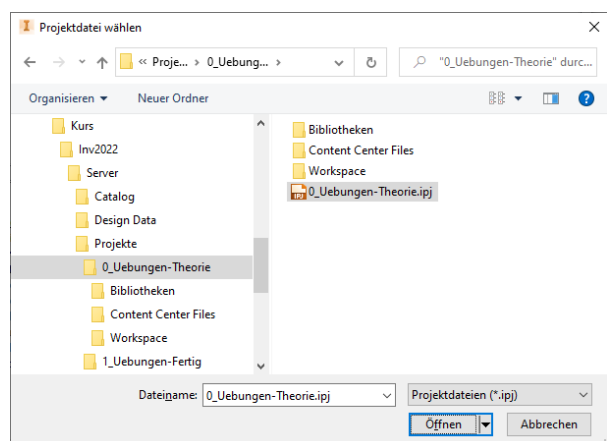 Projektdatei wählen
« Proje... › 0_Uebung... ›
"0_Uebungen-Theorie" durc...
Organisieren
Neuer Ordner
Kurs
Inv2022
Server
Catalog
Design Data
Projekte
0_Uebungen-Theorie
Bibliotheken
Content Center Files
Workspace
1_Uebungen-Fertig
Bibliotheken
Content Center Files
Workspace
0_Uebungen-Theorie.ipj
Dateiname: 0_Uebungen-Theorie.ipj
Projektdateien (*.ipj)
Öffnen
Abbrechen